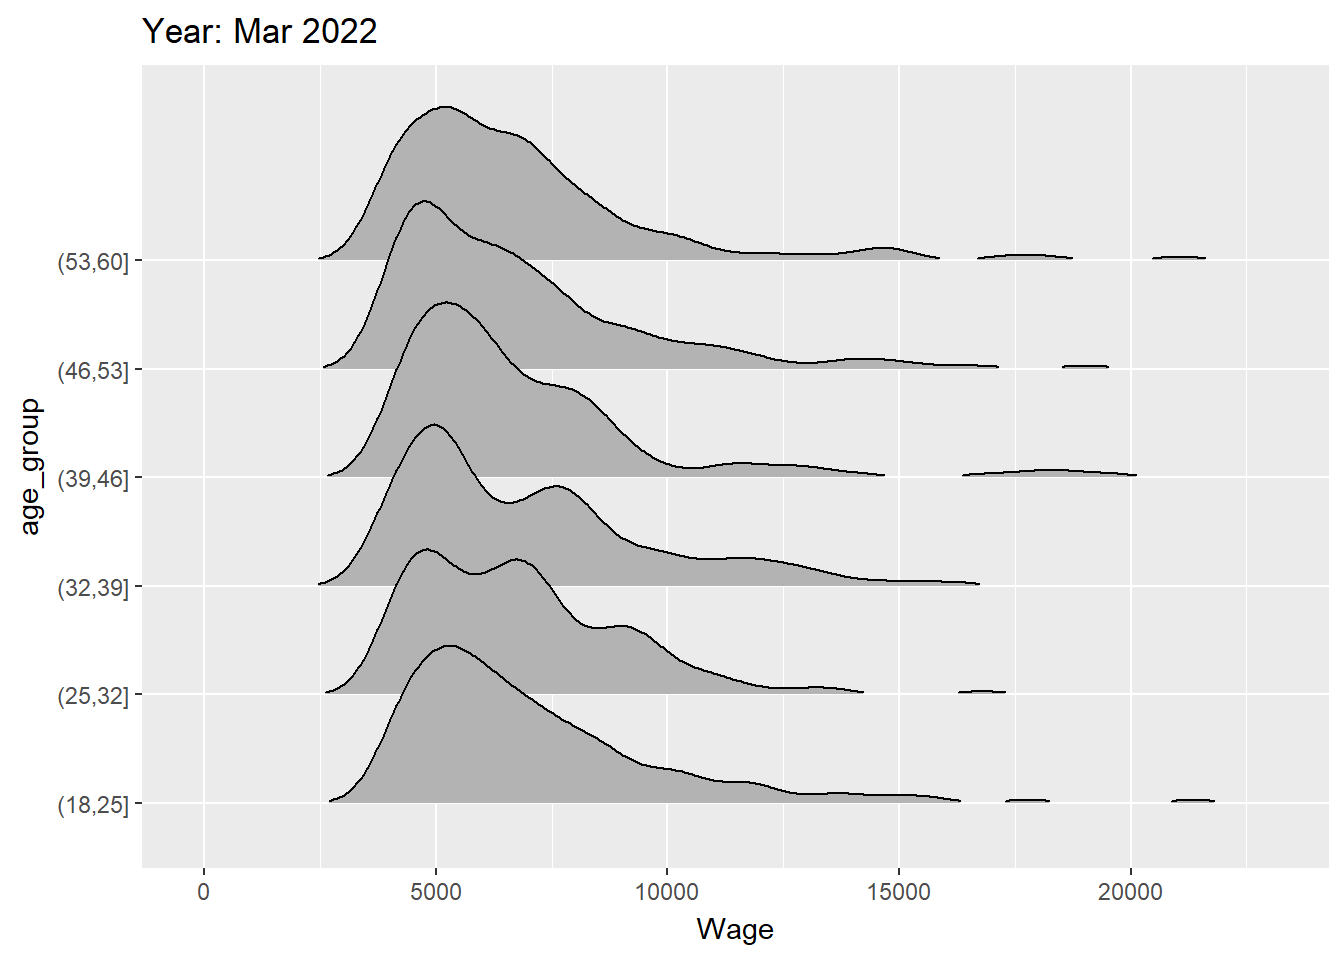 Year: Mar 2022
(53,60]
(46,53]
(39,46]
(32,39]
(25,32]
(18,25]
age_group
0 5000 10000 15000 20000
Wage